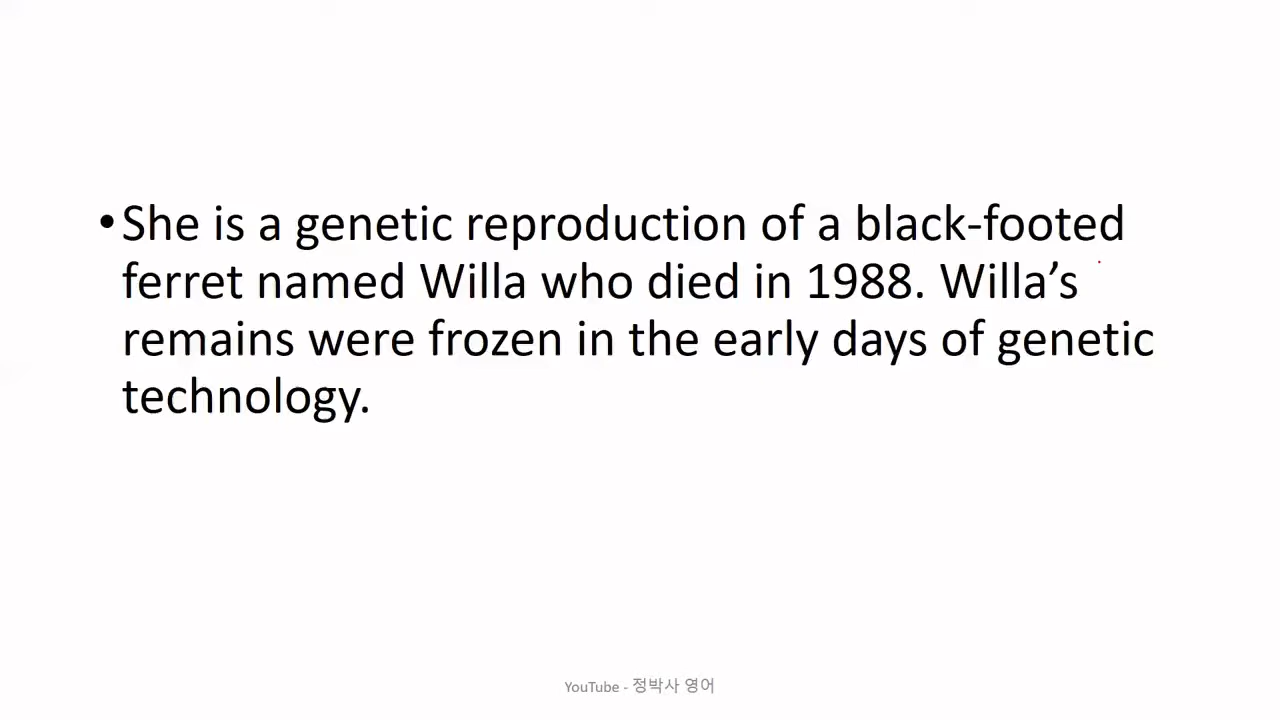 •She is a genetic reproduction of a black-footed
ferret named Willa who died in 1988. Willa’s
remains were frozen in the early days of genetic
technology.
YouTube - 정박사 영어